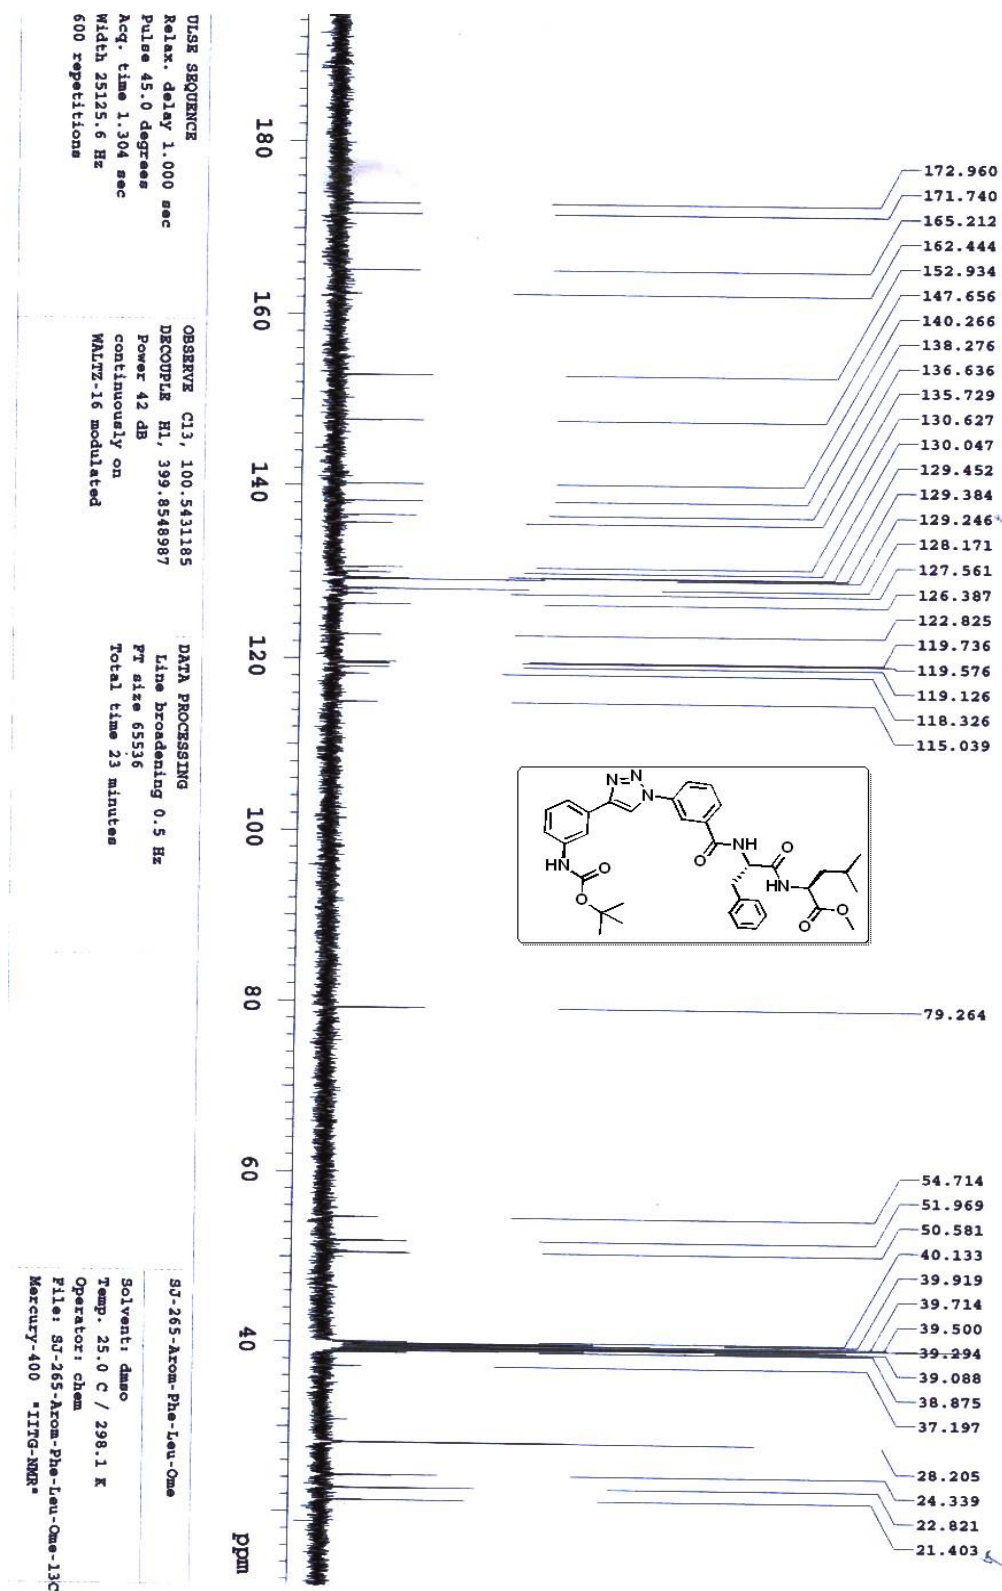 172.960
171.740
165.212
162.444
152.934
147.656
140.266
138.276
136.636
135.729
130.627
130.047
129.452
129.384
129.246
128.171
127.561
126.387
122.825
119.736
119.576
119.126
118.326
115.039
79.264
54.714
51.969
50.581
40.133
39.919
39.714
39.500
39.294
39.088
38.875
37.197
28.205
24.339
22.821
21.403
180
160
140
120
100
80
60
40
ppm
N
N
N
NH
O
O
O
NH
O
HN
O
O
ULSE SEQUENCE
Relax. delay 1.000 sec
Pulse 45.0 degrees
Acq. time 1.304 sec
Width 25125.6 Hz
600 repetitions
OBSERVE C13, 100.5431185
DECOUPLE H1, 399.8548987
Power 42 dB
continuously on
WALTZ-16 modulated
DATA PROCESSING
Line broadening 0.5 Hz
FT size 65536
Total time 23 minutes
SJ-265-Arom-Phe-Leu-Ome
Solvent: dmso
Temp. 25.0 C / 298.1 K
Operator: chem
File: SJ-265-Arom-Phe-Leu-Ome-13C
Mercury-400 "IITG-NMR"